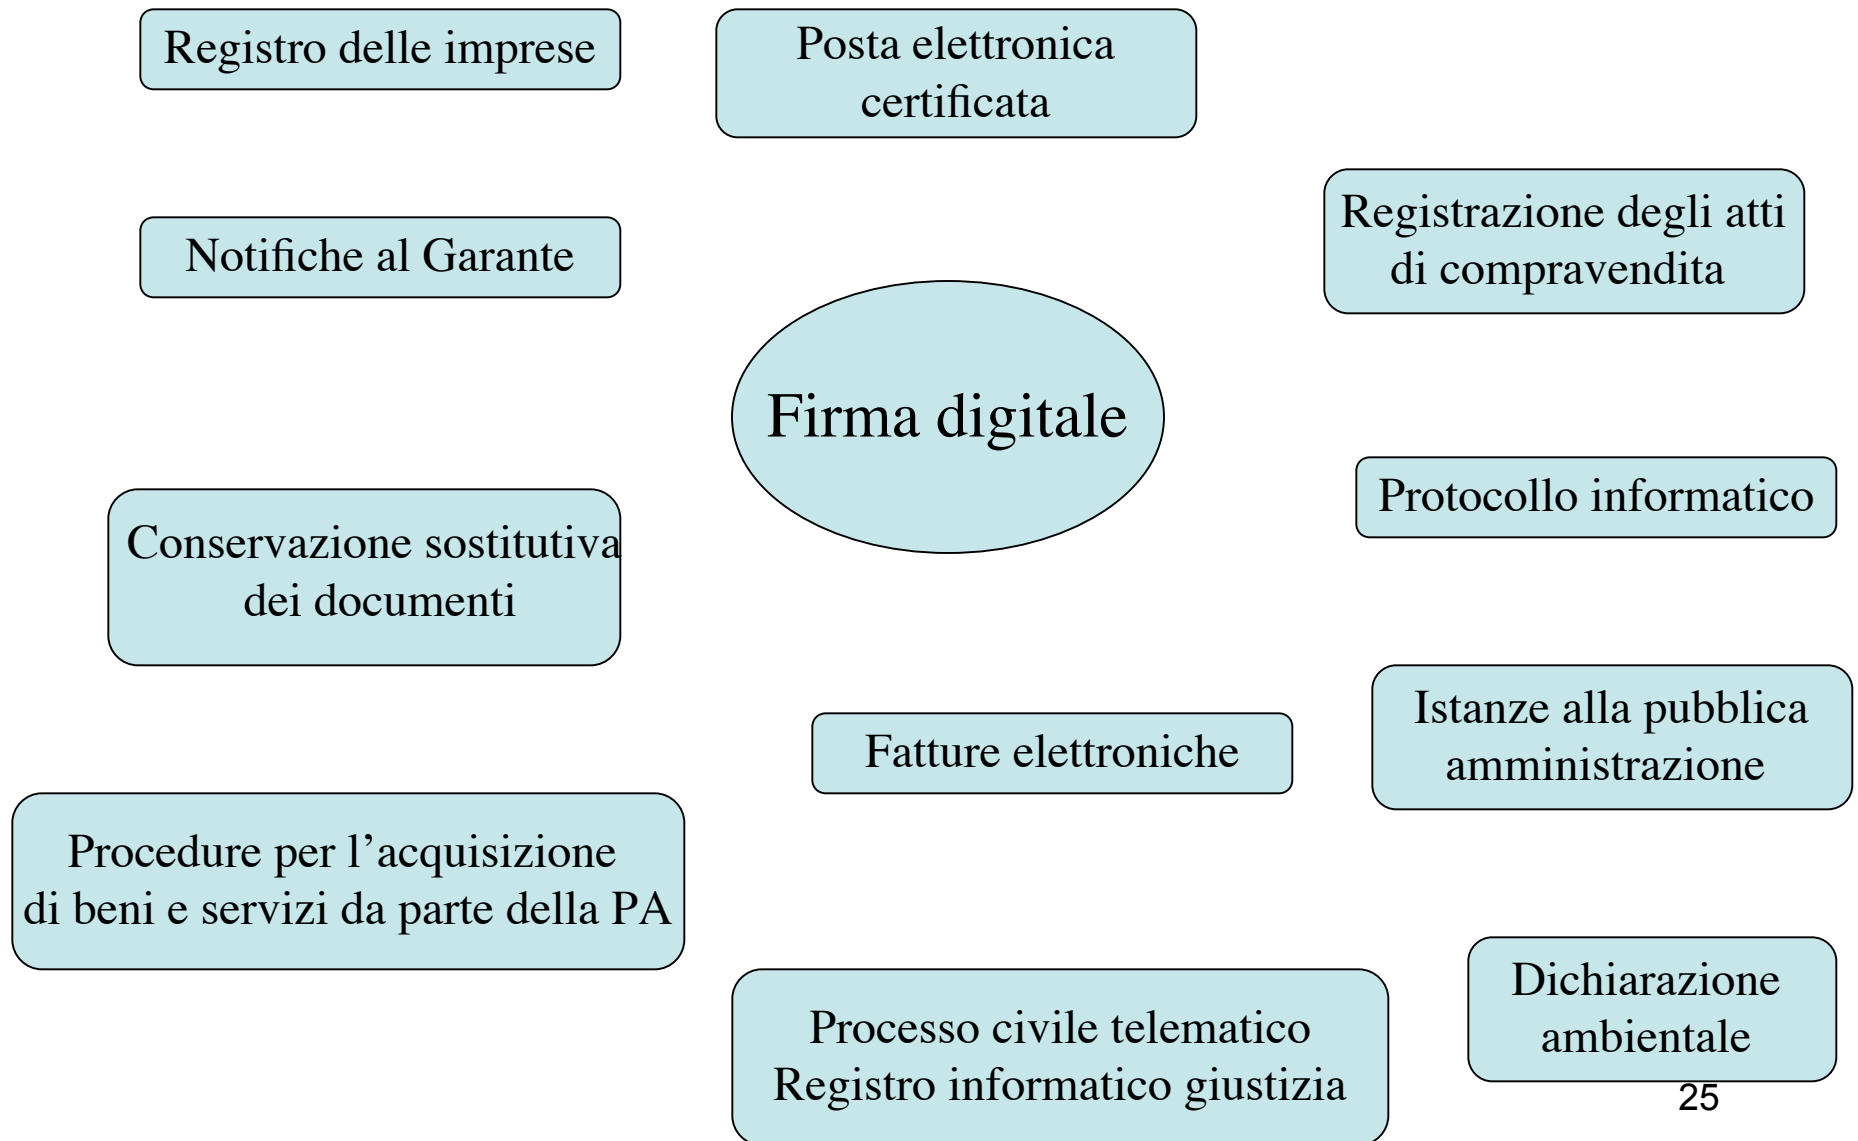 Registro delle imprese
Posta elettronica
certificata
Registrazione degli atti
di compravendita
Notifiche al Garante
Firma digitale
Protocollo informatico
Conservazione sostitutiva
dei documenti
Istanze alla pubblica
amministrazione
Fatture elettroniche
Procedure per l’acquisizione
di beni e servizi da parte della PA
Dichiarazione
ambientale
Processo civile telematico
Registro informatico giustizia
25